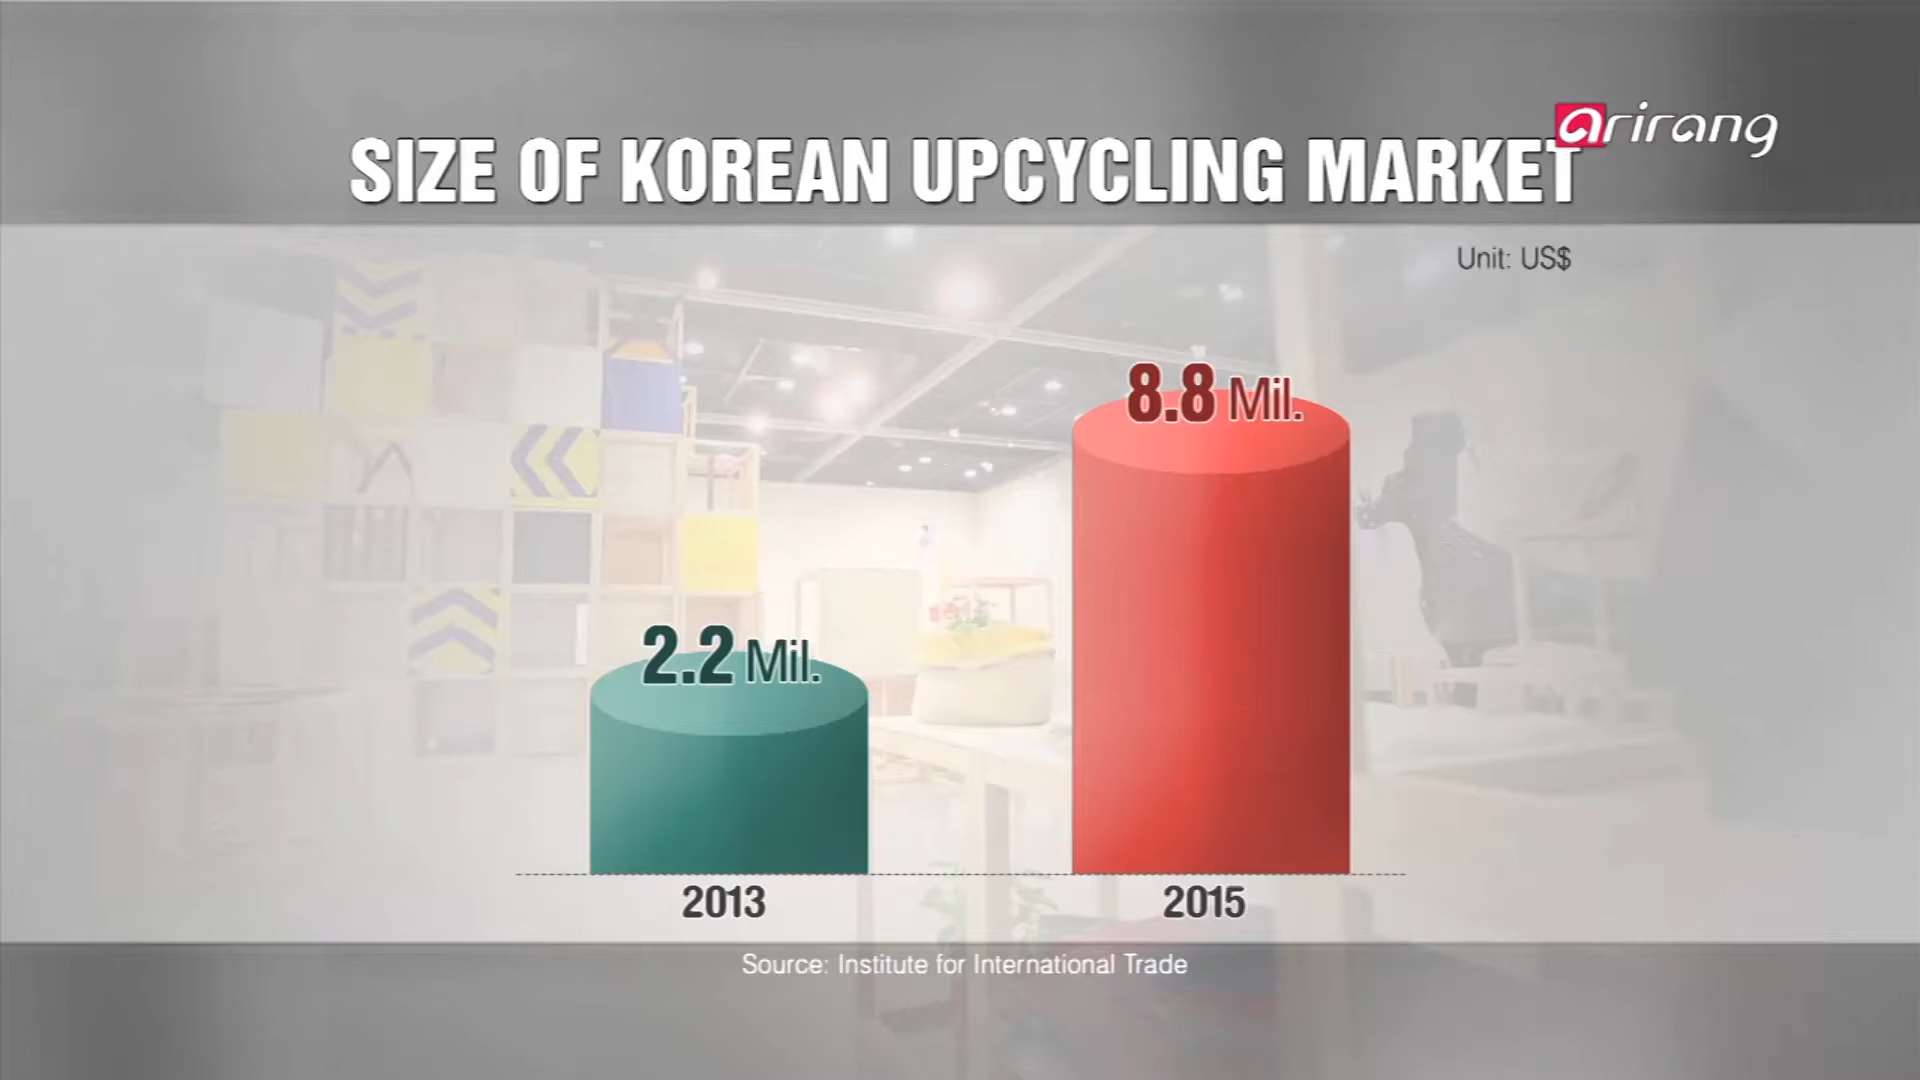 arirang
SIZE OF KOREAN UPCYCLING MARKET
Unit: US$
8.8 Mil.
2.2 Mil.
2013
2015
Source: Institute for International Trade